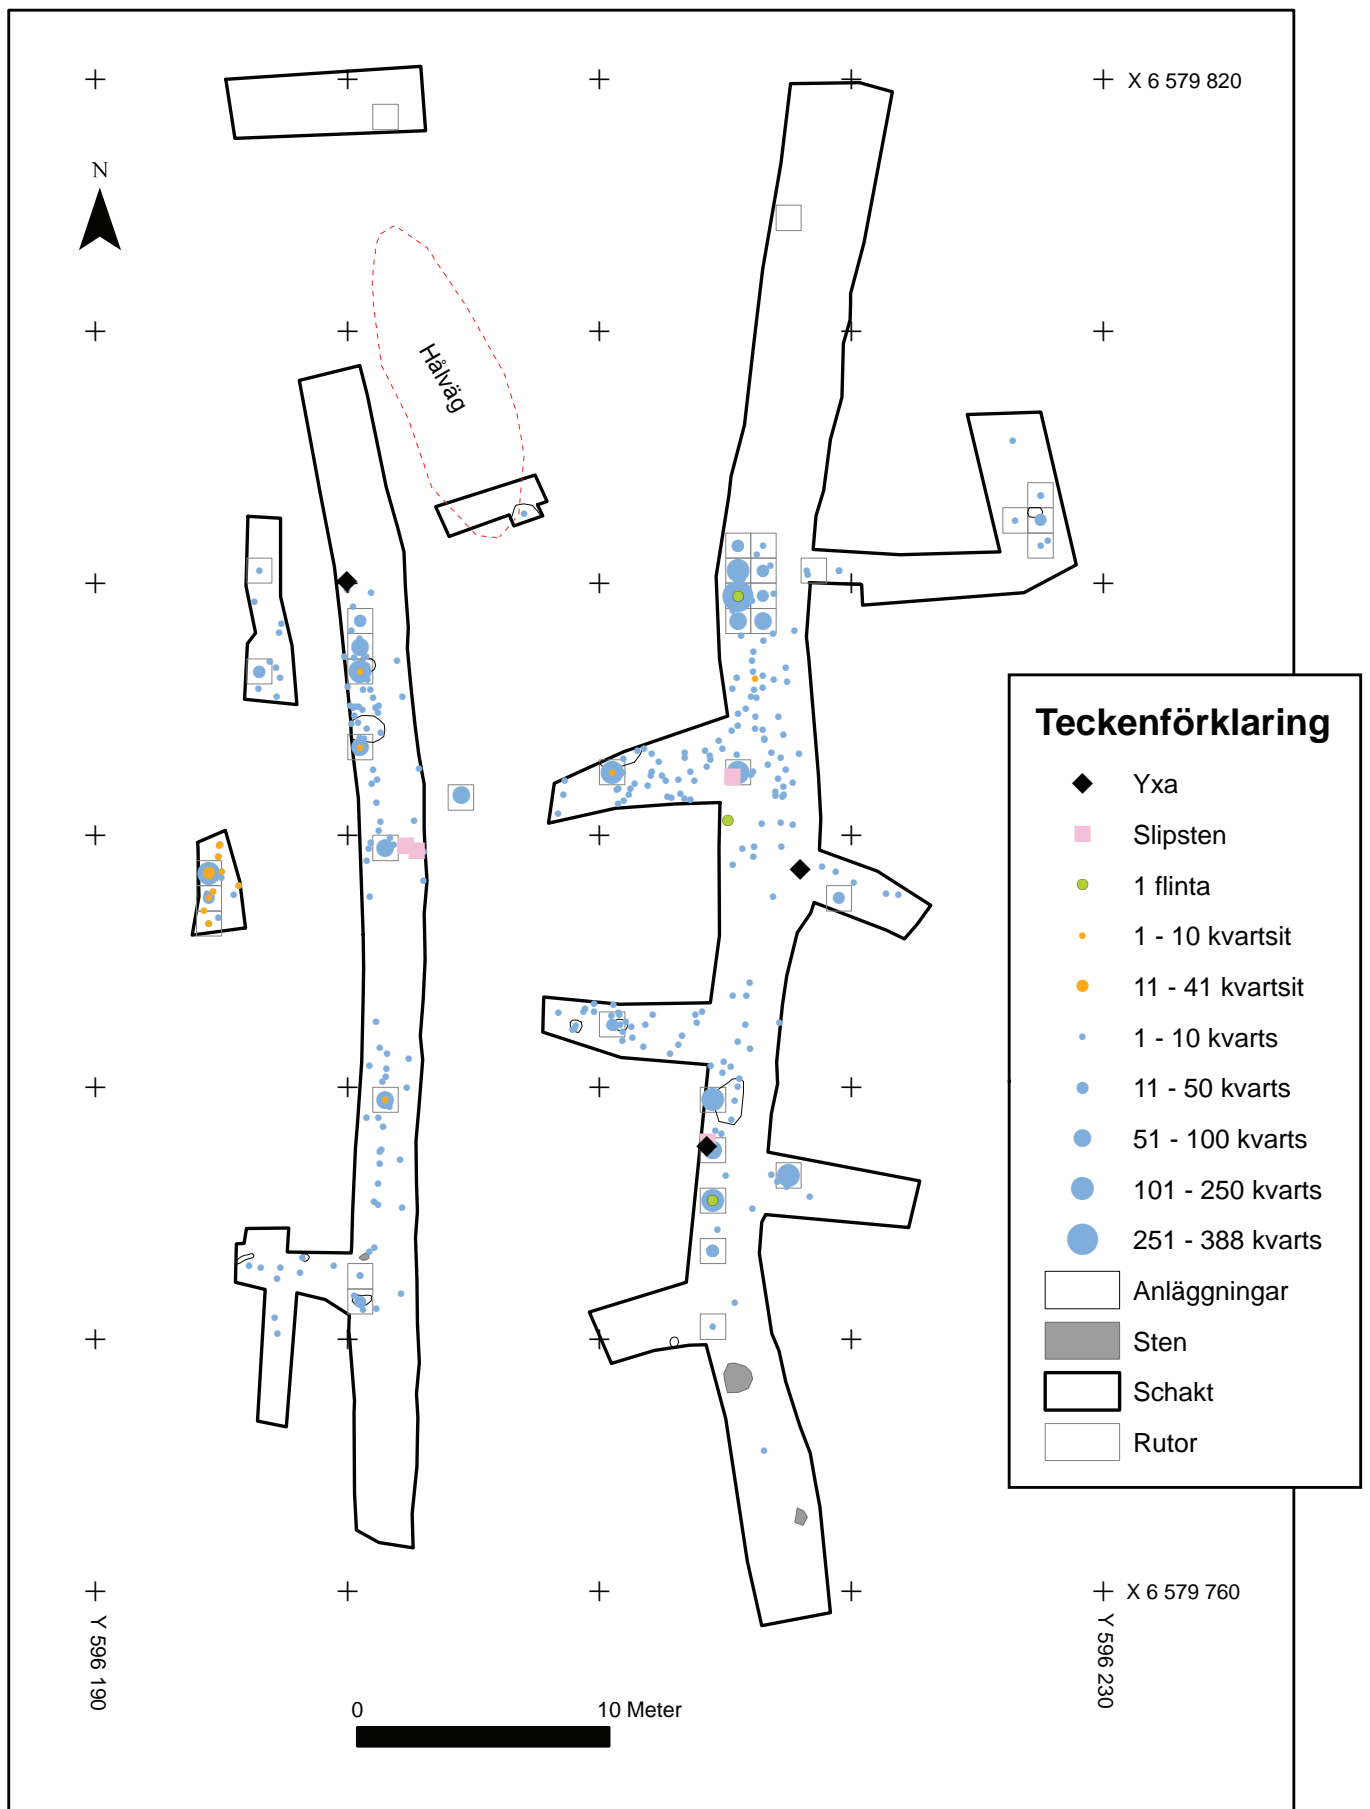 X 6 579 820
N
Hålväg
Teckenförklaring
Yxa
Slipsten
1 flinta
1 - 10 kvartsit
11 - 41 kvartsit
1 - 10 kvarts
11 - 50 kvarts
51 - 100 kvarts
101 - 250 kvarts
251 - 388 kvarts
Anläggningar
Sten
Schakt
Rutor
X 6 579 760
Y 596 190
Y 596 230
0 10 Meter